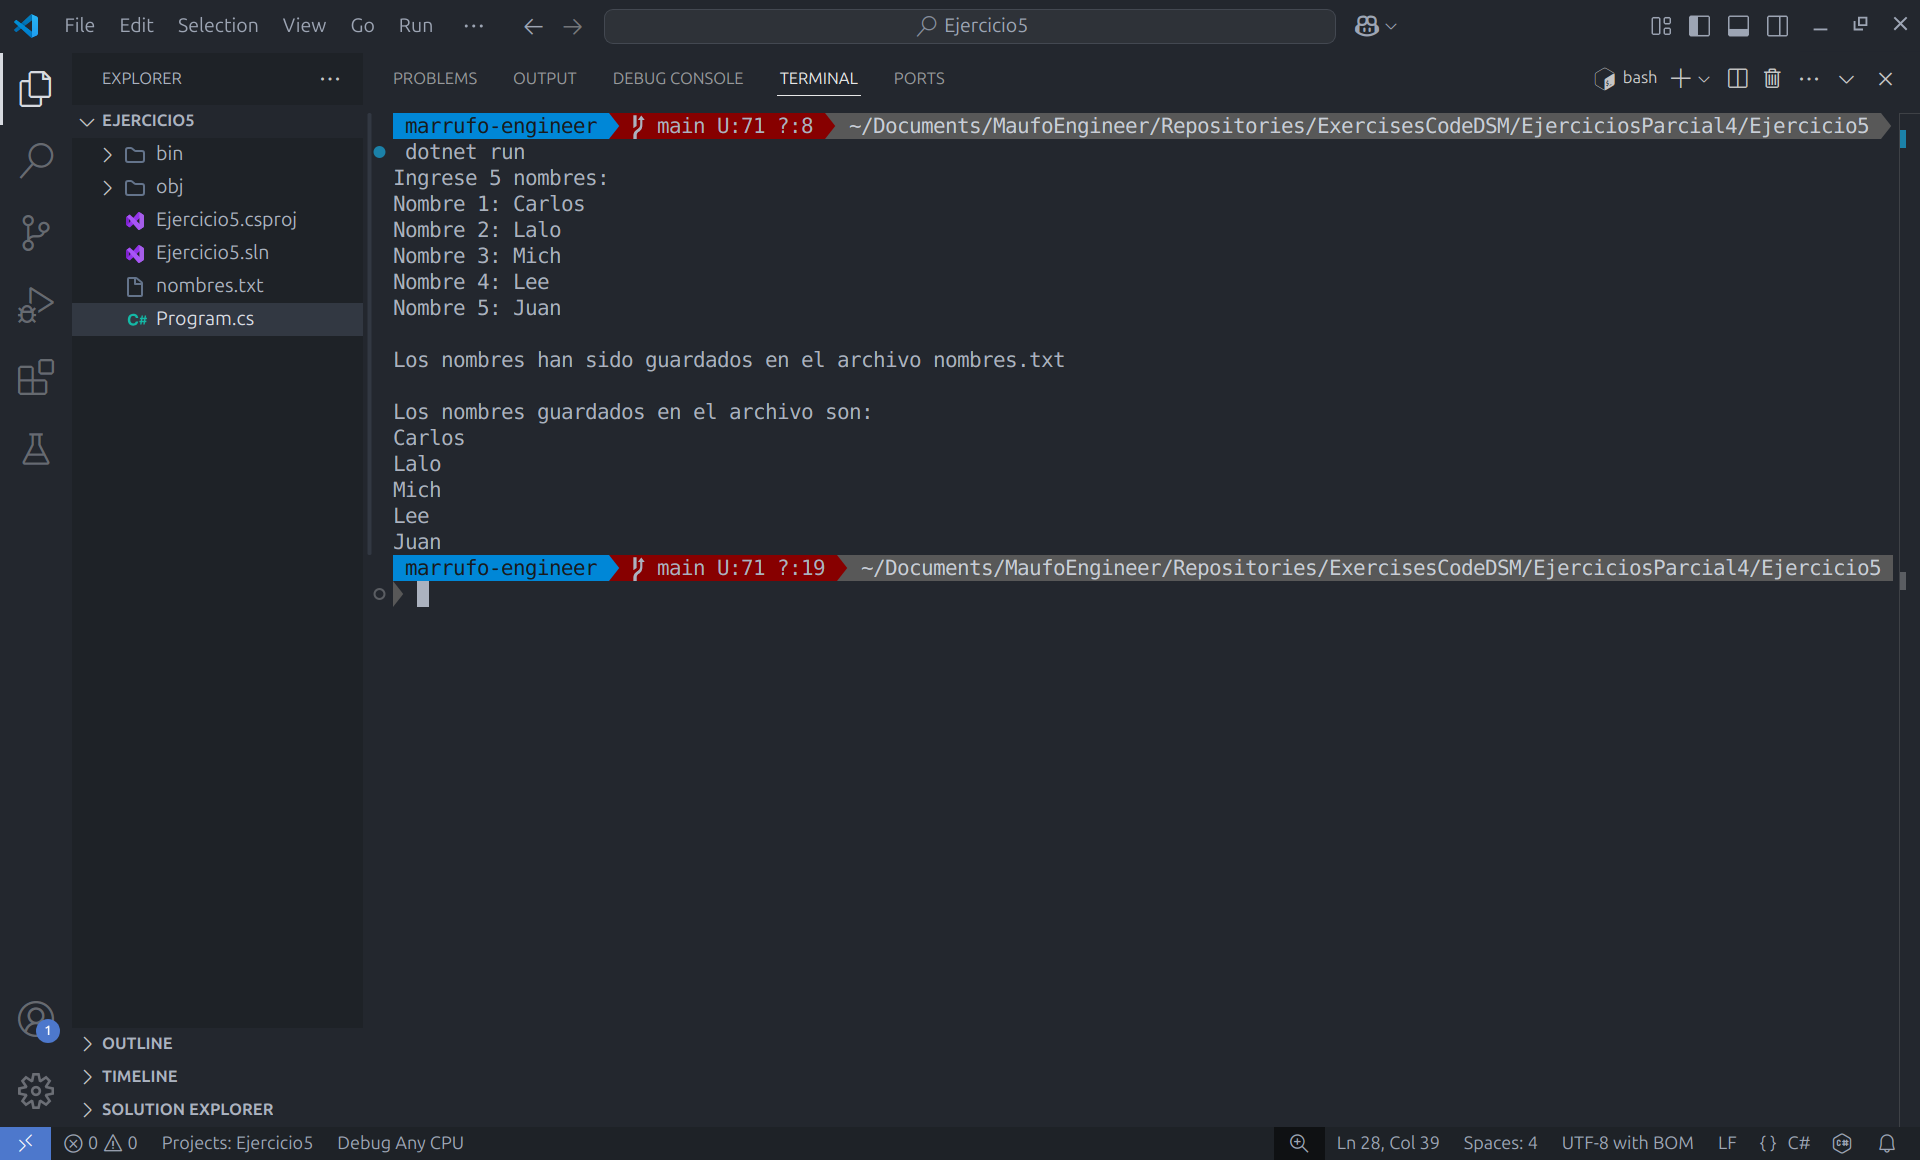 File Edit Selection View Go Run ··· Ejercicio5
EXPLORER ···
EJERCICIO5
bin
obj
Ejercicio5.csproj
Ejercicio5.sln
nombres.txt
C# Program.cs
OUTLINE
TIMELINE
SOLUTION EXPLORER
1
PROBLEMS OUTPUT DEBUG CONSOLE TERMINAL PORTS bash ···
marrufo-engineer main U:71 ?:8 ~/Documents/MaufoEngineer/Repositories/ExercisesCodeDSM/EjerciciosParcial4/Ejercicio5
dotnet run
Ingrese 5 nombres:
Nombre 1: Carlos
Nombre 2: Lalo
Nombre 3: Mich
Nombre 4: Lee
Nombre 5: Juan
Los nombres han sido guardados en el archivo nombres.txt
Los nombres guardados en el archivo son:
Carlos
Lalo
Mich
Lee
Juan
marrufo-engineer main U:71 ?:19 ~/Documents/MaufoEngineer/Repositories/ExercisesCodeDSM/EjerciciosParcial4/Ejercicio5
0 0 Projects: Ejercicio5 Debug Any CPU Ln 28, Col 39 Spaces: 4 UTF-8 with BOM LF {} C#